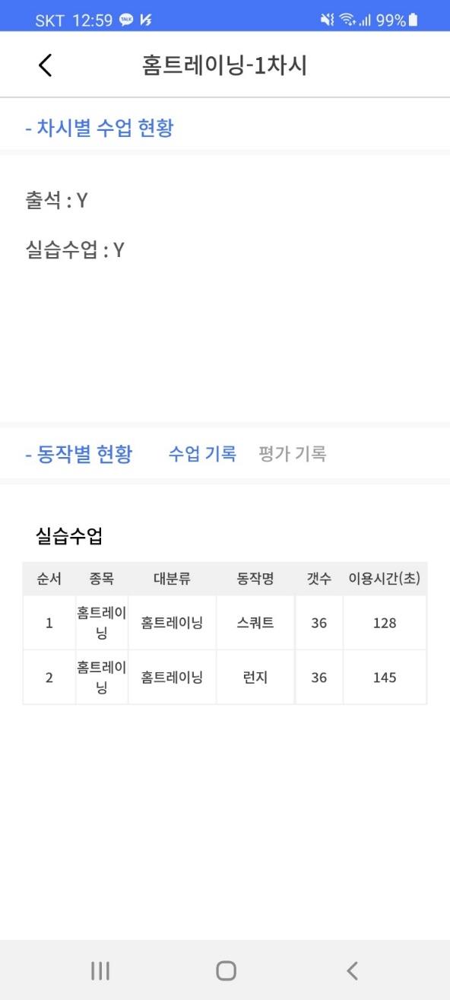 SKT 12:59 TALK 99%
홈트레이닝-1차시
- 차시별 수업 현황
출석 : Y
실습수업 : Y
- 동작별 현황 수업 기록 평가 기록
실습수업
순서 종목 대분류 동작명 갯수 이용시간(초)
1 홈트레이 홈트레이닝 스쿼트 36 128
닝
2 홈트레이 홈트레이닝 런지 36 145
닝